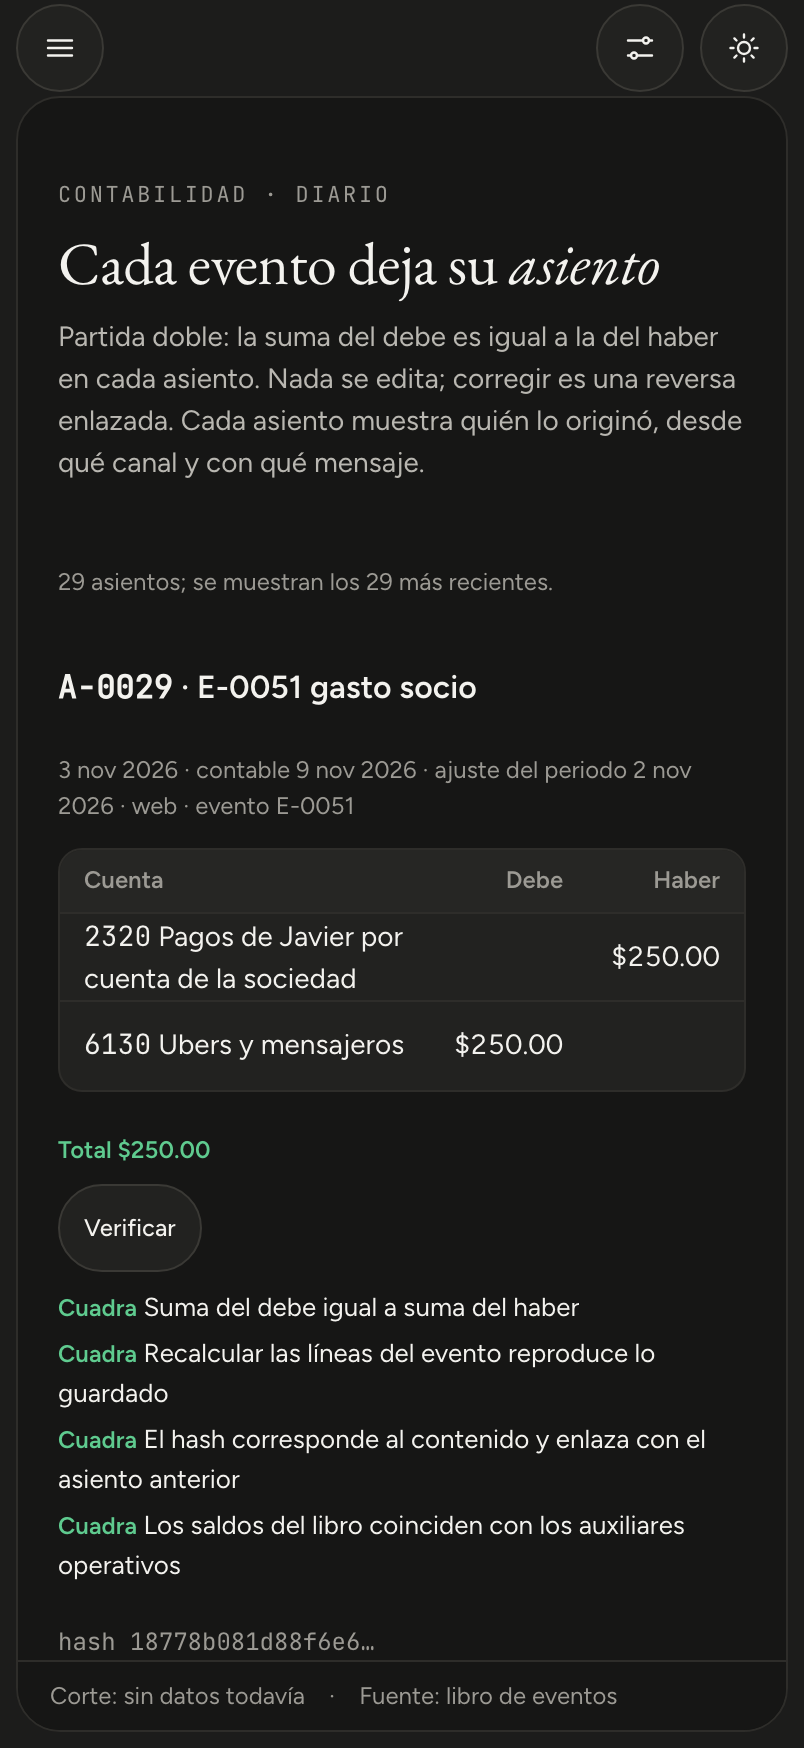 CONTABILIDAD · DIARIO
Cada evento deja su asiento
Partida doble: la suma del debe es igual a la del haber
en cada asiento. Nada se edita; corregir es una reversa
enlazada. Cada asiento muestra quién lo originó, desde
qué canal y con qué mensaje.
29 asientos; se muestran los 29 más recientes.
A-0029 · E-0051 gasto socio
3 nov 2026 · contable 9 nov 2026 · ajuste del periodo 2 nov
2026 · web · evento E-0051
Cuenta Debe Haber
2320 Pagos de Javier por
cuenta de la sociedad $250.00
6130 Ubers y mensajeros $250.00
Total $250.00
Verificar
Cuadra Suma del debe igual a suma del haber
Cuadra Recalcular las líneas del evento reproduce lo
guardado
Cuadra El hash corresponde al contenido y enlaza con el
asiento anterior
Cuadra Los saldos del libro coinciden con los auxiliares
operativos
hash 18778b081d88f6e6…
Corte: sin datos todavía · Fuente: libro de eventos